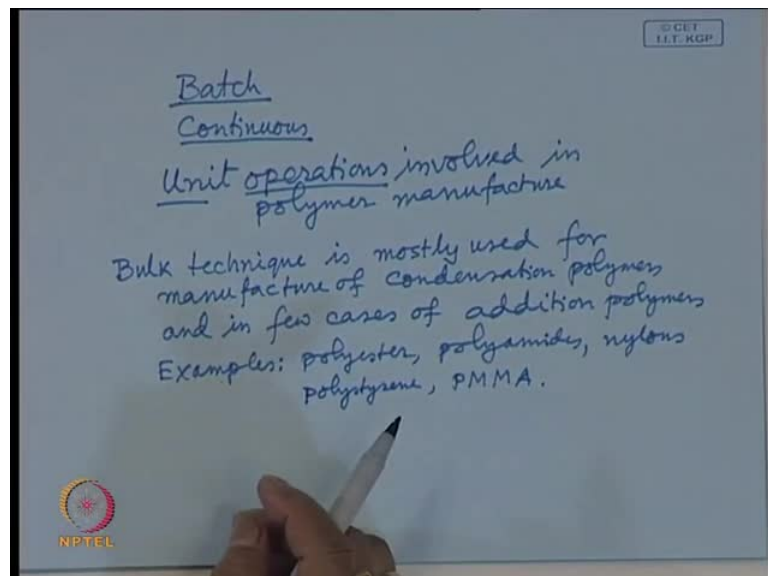 © CET
I.I.T. KGP
Batch
Continuous
Unit operations involved in
polymer manufacture
Bulk technique is mostly used for
manufacture of condensation polymers
and in few cases of addition polymers
Examples: polyester, polyamides, nylons
polystyrene, PMMA.
NPTEL